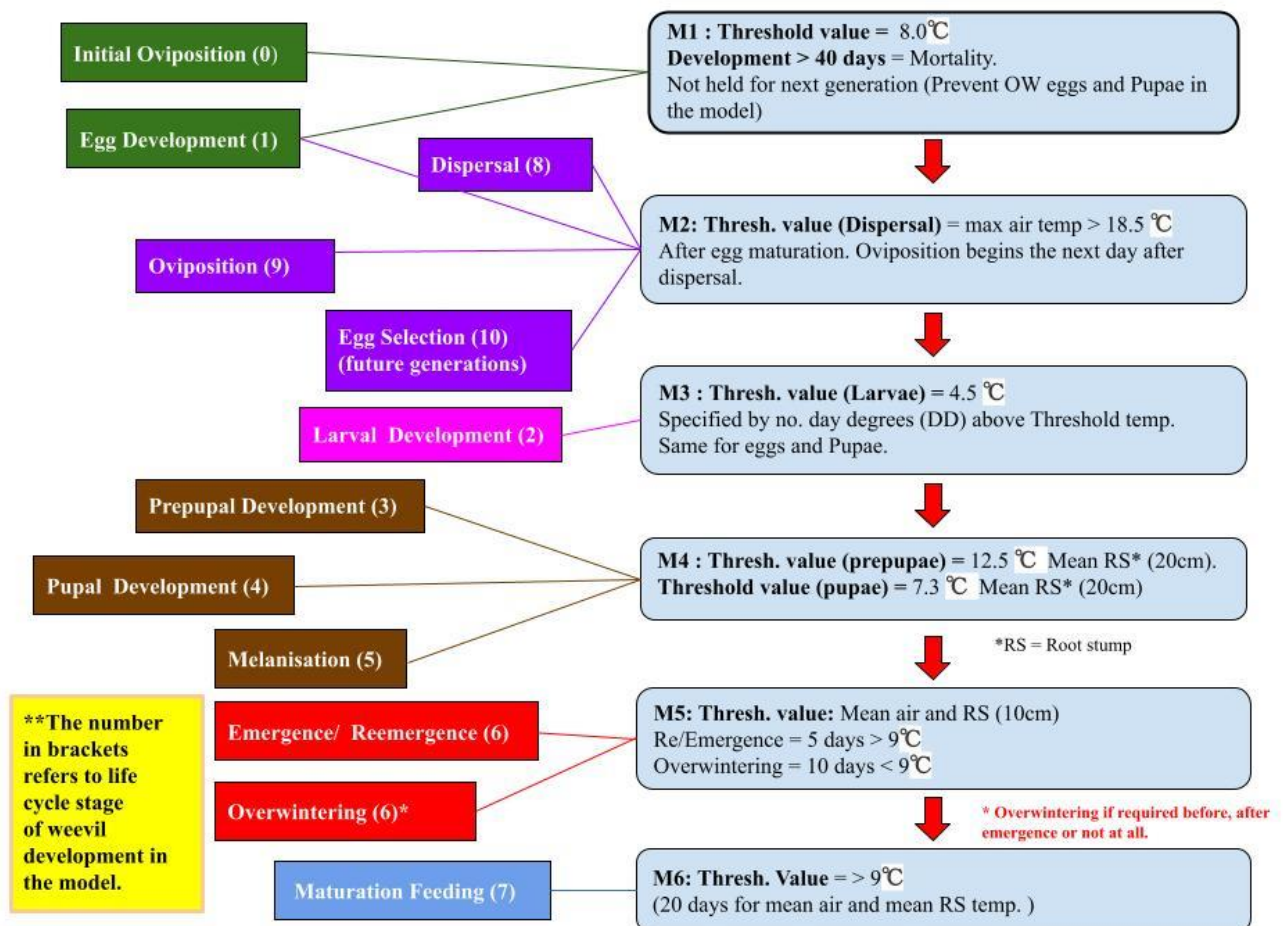 Initial Oviposition (0)
Egg Development (1)
Dispersal (8)
Oviposition (9)
Egg Selection (10)
(future generations)
Larval Development (2)
Prepupal Development (3)
Pupal Development (4)
Melanisation (5)
Emergence/ Reemergence (6)
Overwintering (6)*
Maturation Feeding (7)
**The number
in brackets
refers to life
cycle stage
of weevil
development in
the model.
M1 : Threshold value = 8.0℃
Development > 40 days = Mortality.
Not held for next generation (Prevent OW eggs and Pupae in
the model)
M2: Thresh. value (Dispersal) = max air temp > 18.5 ℃
After egg maturation. Oviposition begins the next day after
dispersal.
M3 : Thresh. value (Larvae) = 4.5 ℃
Specified by no. day degrees (DD) above Threshold temp.
Same for eggs and Pupae.
M4 : Thresh. value (prepupae) = 12.5 ℃ Mean RS* (20cm).
Threshold value (pupae) = 7.3 ℃ Mean RS* (20cm)
*RS = Root stump
M5: Thresh. value: Mean air and RS (10cm)
Re/Emergence = 5 days > 9℃
Overwintering = 10 days < 9℃
* Overwintering if required before, after
emergence or not at all.
M6: Thresh. Value = > 9℃
(20 days for mean air and mean RS temp. )